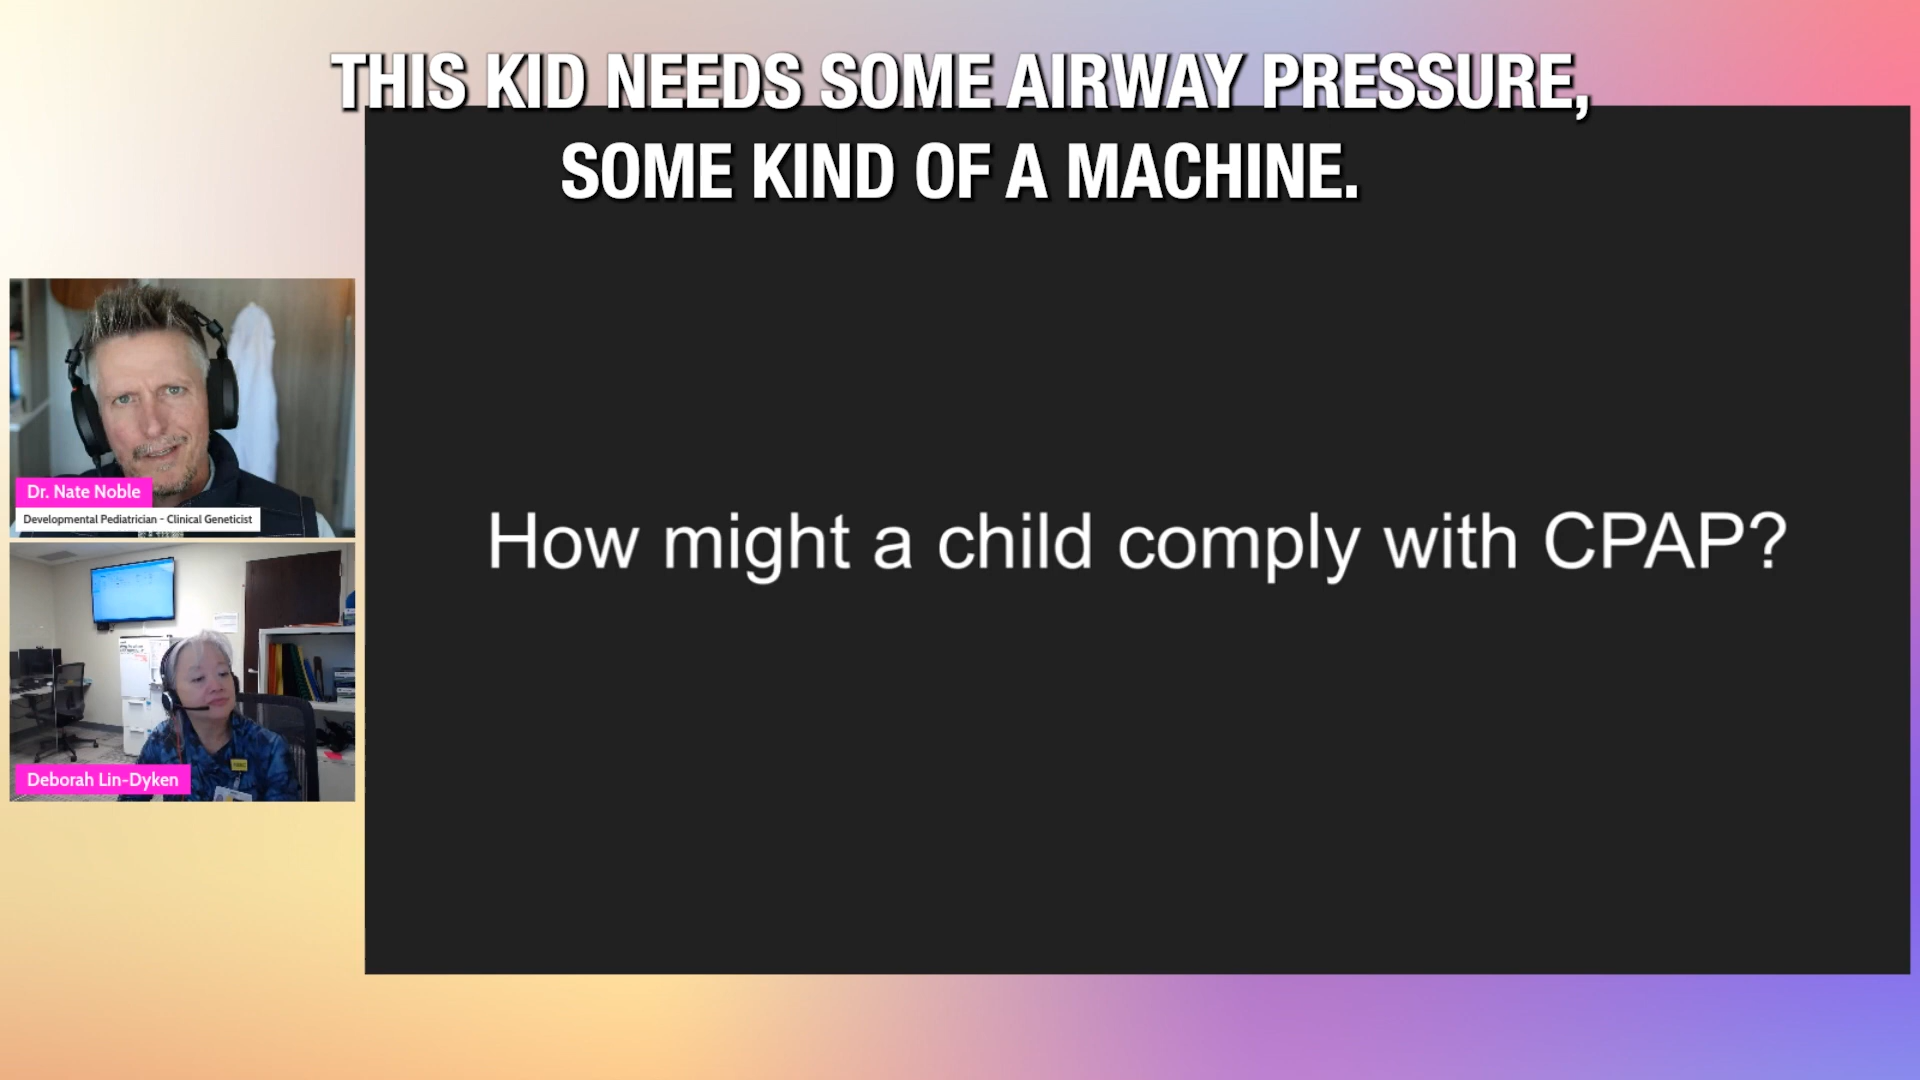 THIS KID NEEDS SOME AIRWAY PRESSURE,
SOME KIND OF A MACHINE.
Dr. Nate Noble
Developmental Pediatrician - Clinical Geneticist
Deborah Lin-Dyken
How might a child comply with CPAP?